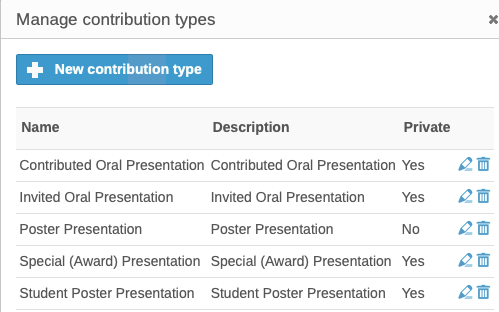 Manage contribution types
New contribution type
Name Description Private
Contributed Oral Presentation Contributed Oral Presentation Yes
Invited Oral Presentation Invited Oral Presentation Yes
Poster Presentation Poster Presentation No
Special (Award) Presentation Special (Award) Presentation Yes
Student Poster Presentation Student Poster Presentation Yes